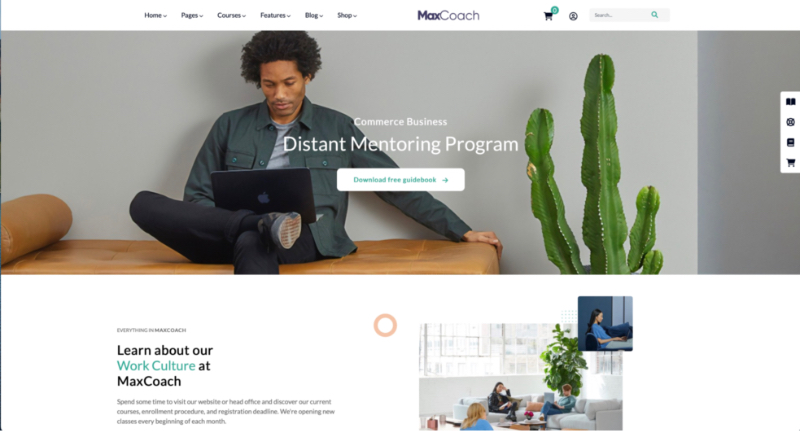 Home Pages Courses Features Blog Shop MaxCoach 0 Search...
Commerce Business
Distant Mentoring Program
Download free guidebook
EVERYTHING IN MAXCOACH
Learn about our
Work Culture at
MaxCoach
Spend some time to visit our website or head office and discover our current
courses, enrollment procedure, and registration deadline. We're opening new
classes every beginning of each month.